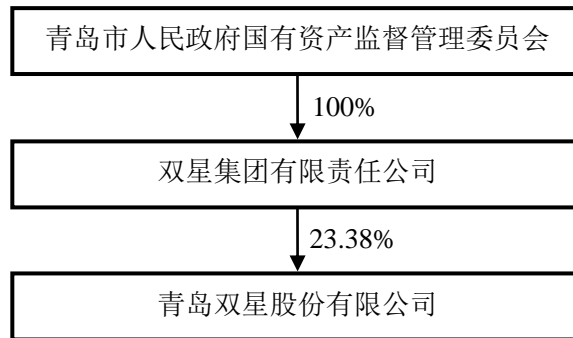 青岛市人民政府国有资产监督管理委员会
100%
双星集团有限责任公司
23.38%
青岛双星股份有限公司